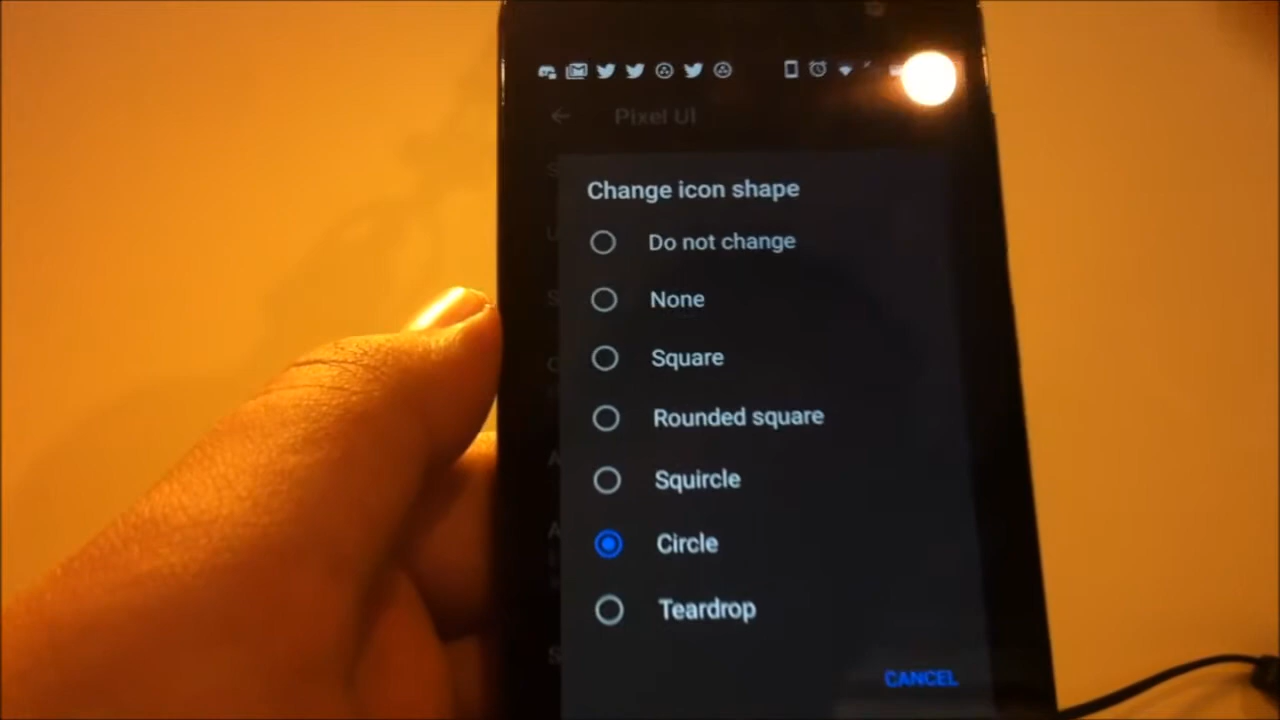 Pixel UI
Change icon shape
Do not change
None
Square
Rounded square
Squircle
Circle
Teardrop
CANCEL